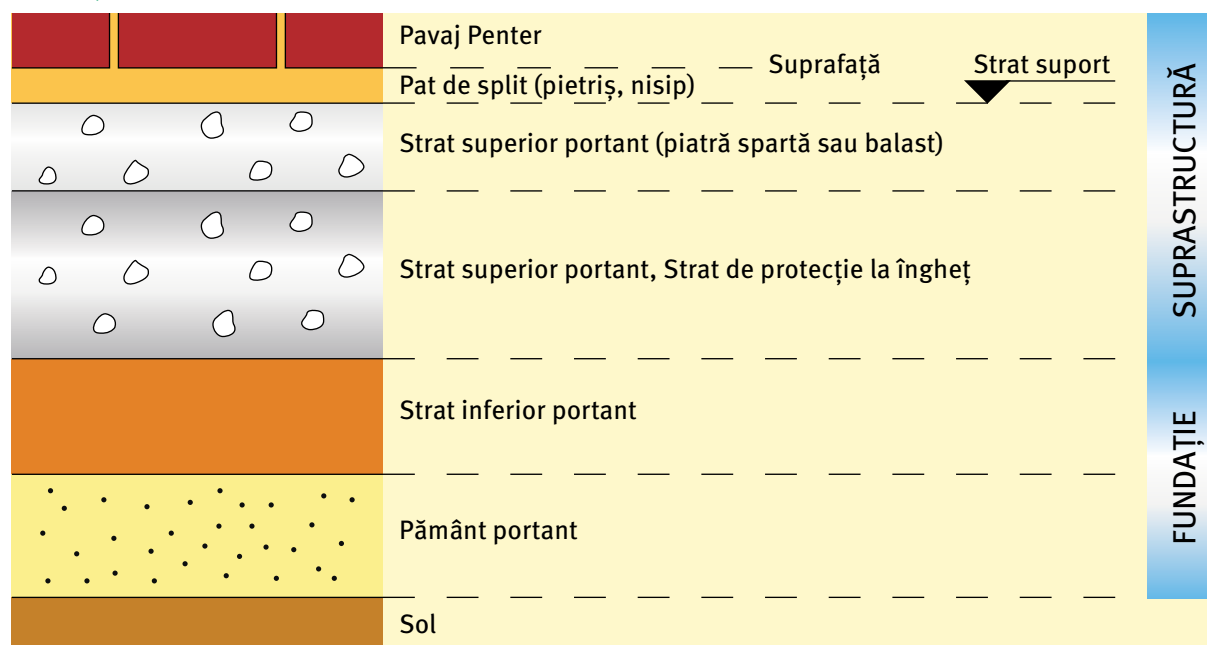 Pavaj Penter
Suprafață
Strat suport
Pat de split (pietriș, nisip)
Strat superior portant (piatră spartă sau balast)
Strat superior portant, Strat de protecție la îngheț
Strat inferior portant
Pământ portant
Sol
SUPRASTRUCTURĂ
FUNDAȚIE